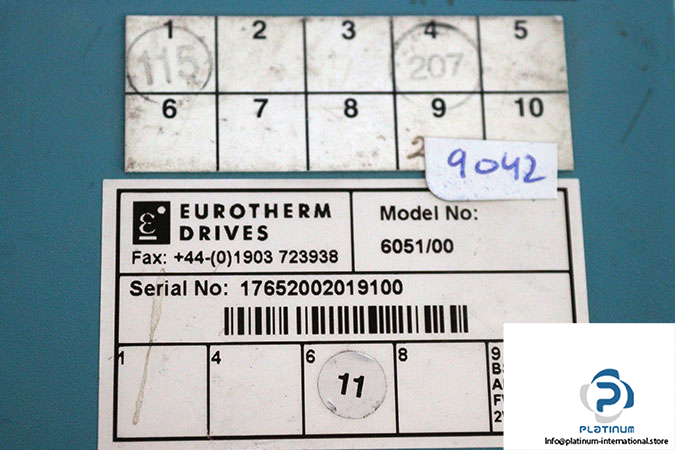 1 2 3 4 5
115 207
6 7 8 9 10
2
9042
EUROTHERM
DRIVES
Fax: +44-(0)1903 723938
Model No:
6051/00
Serial No: 17652002019100
1 4 6 8 9
11
PLATINUM
Info@platinum-international.store